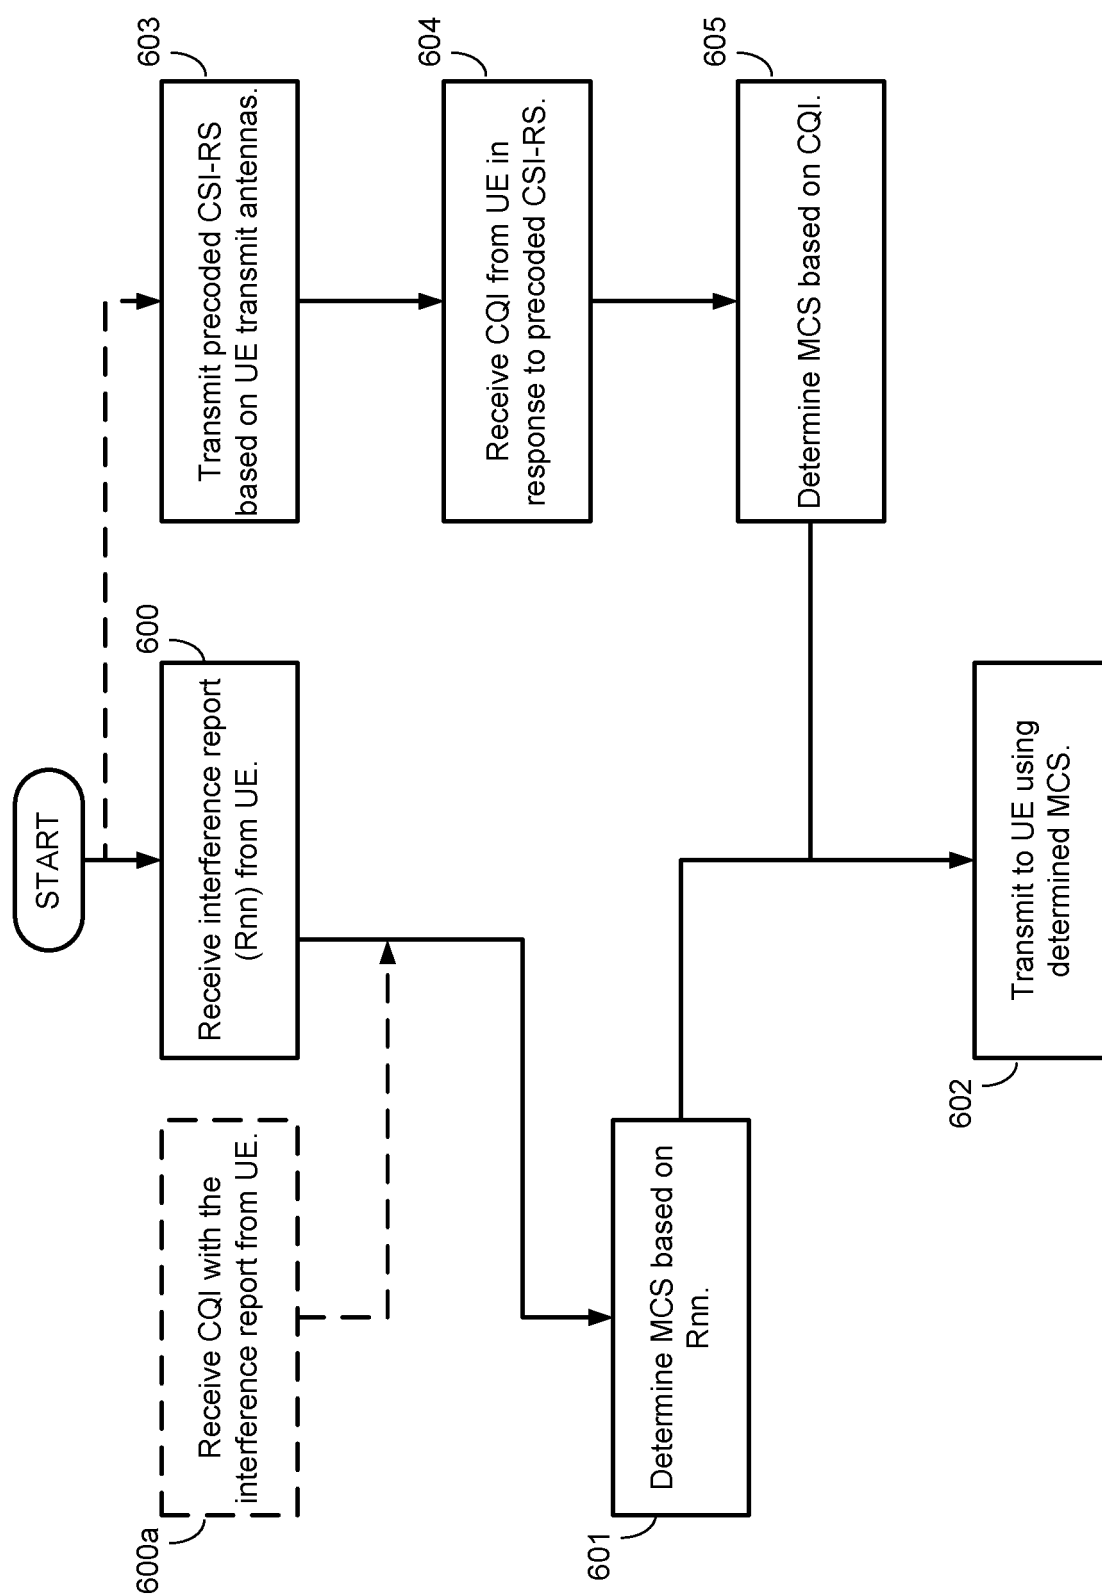 START
600
Receive interference report
(Rnn) from UE.
600a
Receive CQI with the
interference report from UE.
601
Determine MCS based on
Rnn.
602
Transmit to UE using
determined MCS.
603
Transmit precoded CSI-RS
based on UE transmit antennas.
604
Receive CQI from UE in
response to precoded CSI-RS.
605
Determine MCS based on CQI.